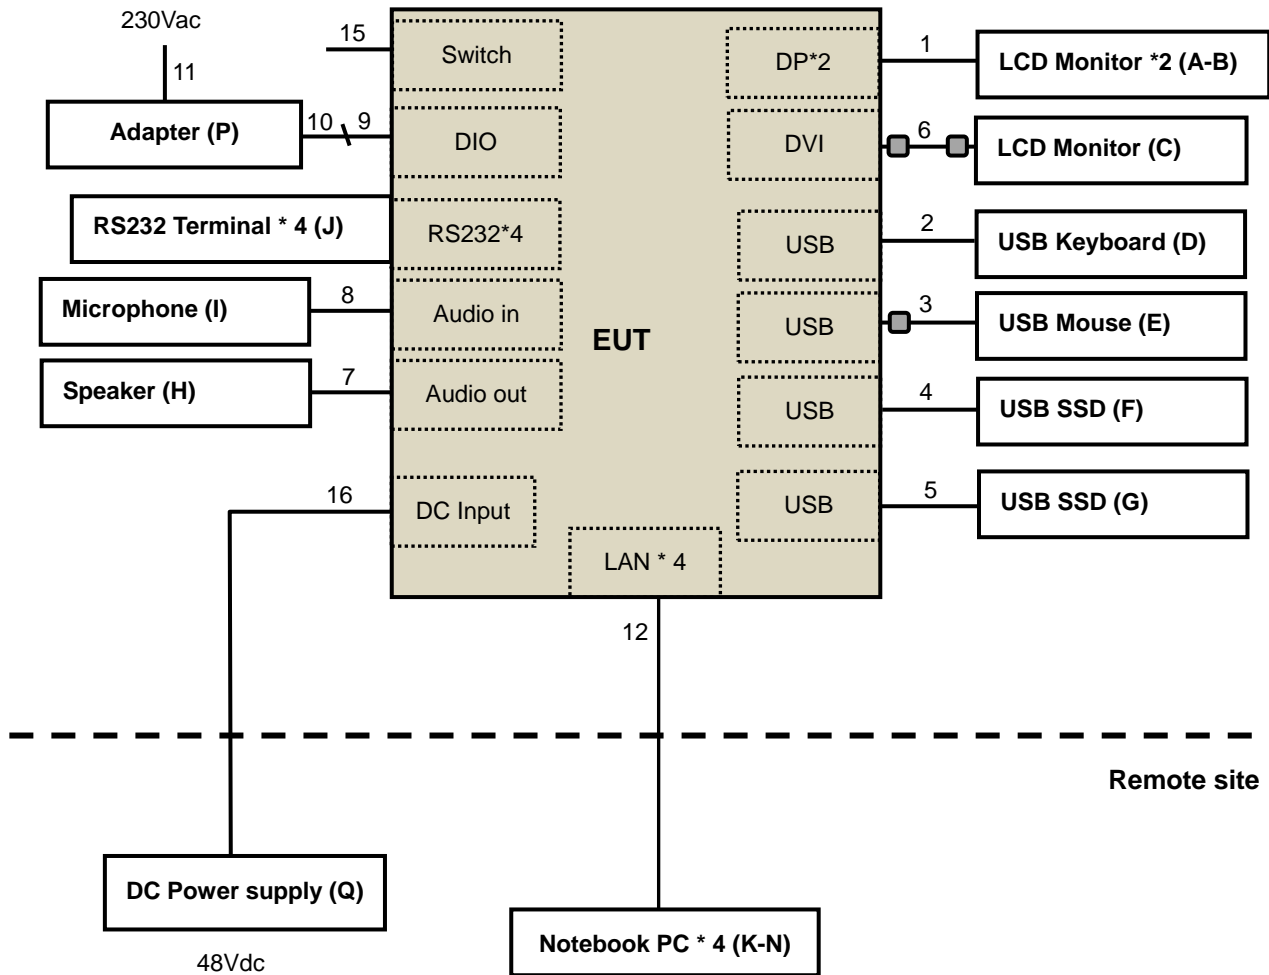 230Vac
11
Adapter (P)
10
9
15
Switch
DIO
RS232 Terminal * 4 (J)
RS232*4
Microphone (I)
8
Audio in
Speaker (H)
7
Audio out
16
DC Input
EUT
LAN * 4
12
DP*2
1
LCD Monitor *2 (A-B)
DVI
6
LCD Monitor (C)
USB
2
USB Keyboard (D)
USB
3
USB Mouse (E)
USB
4
USB SSD (F)
USB
5
USB SSD (G)
Remote site
DC Power supply (Q)
48Vdc
Notebook PC * 4 (K-N)